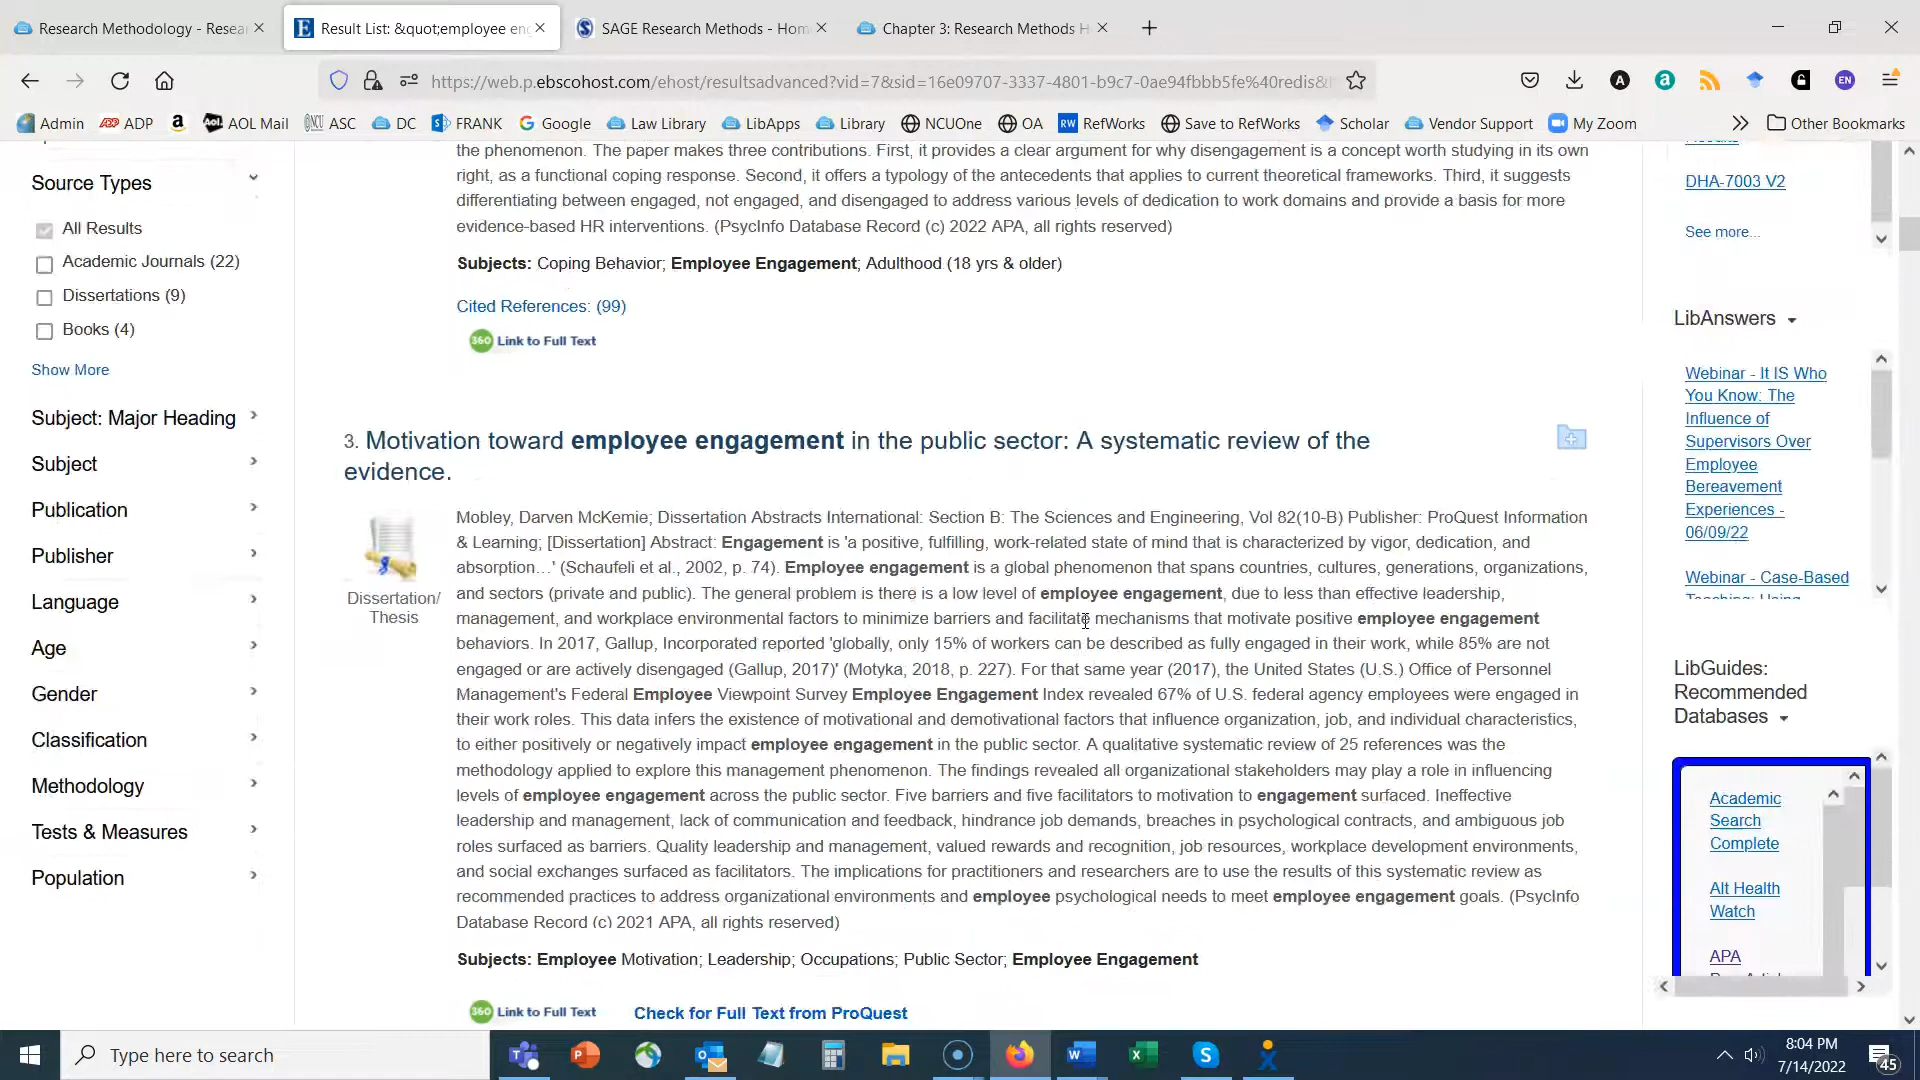 Research Methodology - Resea
Result List: &quot;employee eng
SAGE Research Methods - Hom
Chapter 3: Research Methods H
https://web.p.ebscohost.com/ehost/resultsadvanced?vid=7&sid=16e09707-3337-4801-b9c7-0ae94fbbb5fe%40redis&
Admin ADP AOL Mail ASC DC FRANK Google Law Library LibApps Library NCUOne OA RefWorks Save to RefWorks Scholar Vendor Support My Zoom Other Bookmarks
Source Types
All Results
Academic Journals (22)
Dissertations (9)
Books (4)
Show More
Subject: Major Heading
Subject
Publication
Publisher
Language
Age
Gender
Classification
Methodology
Tests & Measures
Population
the phenomenon. The paper makes three contributions. First, it provides a clear argument for why disengagement is a concept worth studying in its own
right, as a functional coping response. Second, it offers a typology of the antecedents that applies to current theoretical frameworks. Third, it suggests
differentiating between engaged, not engaged, and disengaged to address various levels of dedication to work domains and provide a basis for more
evidence-based HR interventions. (PsycInfo Database Record (c) 2022 APA, all rights reserved)
Subjects: Coping Behavior; Employee Engagement; Adulthood (18 yrs & older)
Cited References: (99)
360 Link to Full Text
3. Motivation toward employee engagement in the public sector: A systematic review of the
evidence.
Dissertation/
Thesis
Mobley, Darven McKemie; Dissertation Abstracts International: Section B: The Sciences and Engineering, Vol 82(10-B) Publisher: ProQuest Information
& Learning; [Dissertation] Abstract: Engagement is 'a positive, fulfilling, work-related state of mind that is characterized by vigor, dedication, and
absorption…' (Schaufeli et al., 2002, p. 74). Employee engagement is a global phenomenon that spans countries, cultures, generations, organizations,
and sectors (private and public). The general problem is there is a low level of employee engagement, due to less than effective leadership,
management, and workplace environmental factors to minimize barriers and facilitate mechanisms that motivate positive employee engagement
behaviors. In 2017, Gallup, Incorporated reported 'globally, only 15% of workers can be described as fully engaged in their work, while 85% are not
engaged or are actively disengaged (Gallup, 2017)' (Motyka, 2018, p. 227). For that same year (2017), the United States (U.S.) Office of Personnel
Management's Federal Employee Viewpoint Survey Employee Engagement Index revealed 67% of U.S. federal agency employees were engaged in
their work roles. This data infers the existence of motivational and demotivational factors that influence organization, job, and individual characteristics,
to either positively or negatively impact employee engagement in the public sector. A qualitative systematic review of 25 references was the
methodology applied to explore this management phenomenon. The findings revealed all organizational stakeholders may play a role in influencing
levels of employee engagement across the public sector. Five barriers and five facilitators to motivation to engagement surfaced. Ineffective
leadership and management, lack of communication and feedback, hindrance job demands, breaches in psychological contracts, and ambiguous job
roles surfaced as barriers. Quality leadership and management, valued rewards and recognition, job resources, workplace development environments,
and social exchanges surfaced as facilitators. The implications for practitioners and researchers are to use the results of this systematic review as
recommended practices to address organizational environments and employee psychological needs to meet employee engagement goals. (PsycInfo
Database Record (c) 2021 APA, all rights reserved)
Subjects: Employee Motivation; Leadership; Occupations; Public Sector; Employee Engagement
360 Link to Full Text Check for Full Text from ProQuest
DHA-7003 V2
See more...
LibAnswers
Webinar - It IS Who
You Know: The
Influence of
Supervisors Over
Employee
Bereavement
Experiences -
06/09/22
Webinar - Case-Based
LibGuides:
Recommended
Databases
Academic
Search
Complete
Alt Health
Watch
APA
Type here to search
8:04 PM
7/14/2022
45